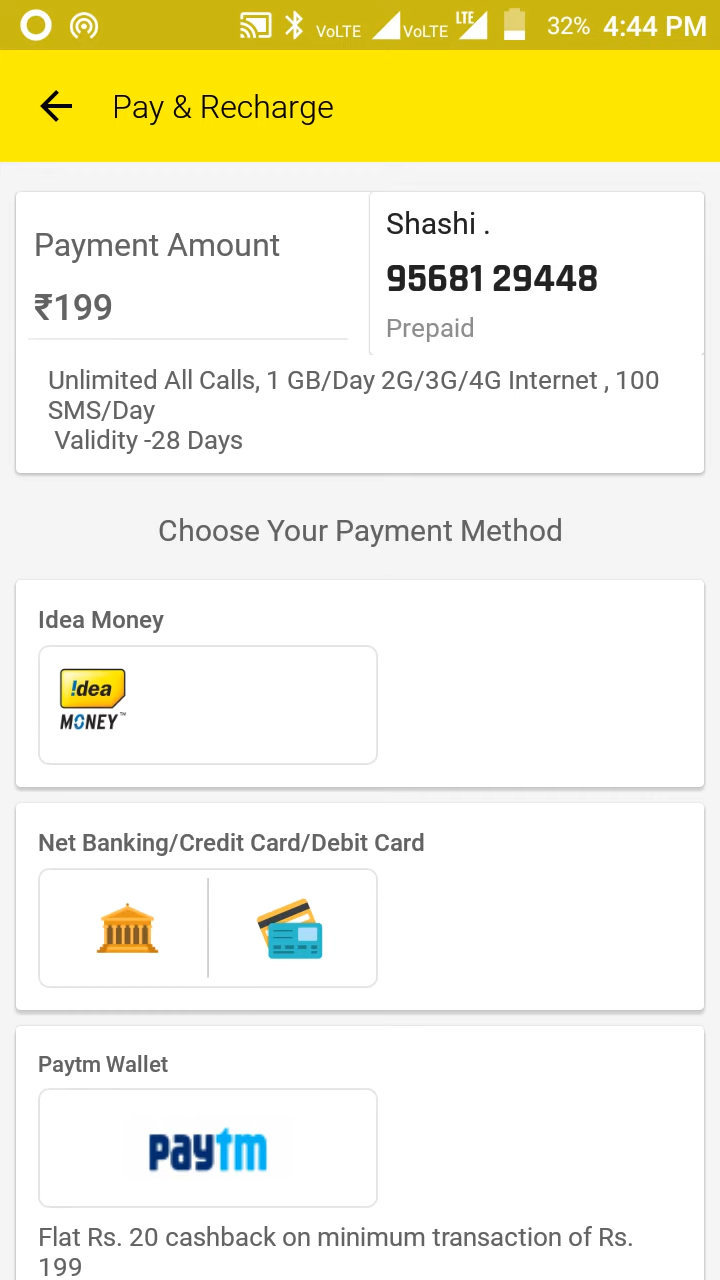 VoLTE VoLTE LTE 32% 4:44 PM
Pay & Recharge
Payment Amount
₹199
Shashi .
95681 29448
Prepaid
Unlimited All Calls, 1 GB/Day 2G/3G/4G Internet , 100
SMS/Day
Validity -28 Days
Choose Your Payment Method
Idea Money
!dea
MONEY™
Net Banking/Credit Card/Debit Card
Paytm Wallet
paytm
Flat Rs. 20 cashback on minimum transaction of Rs.
199